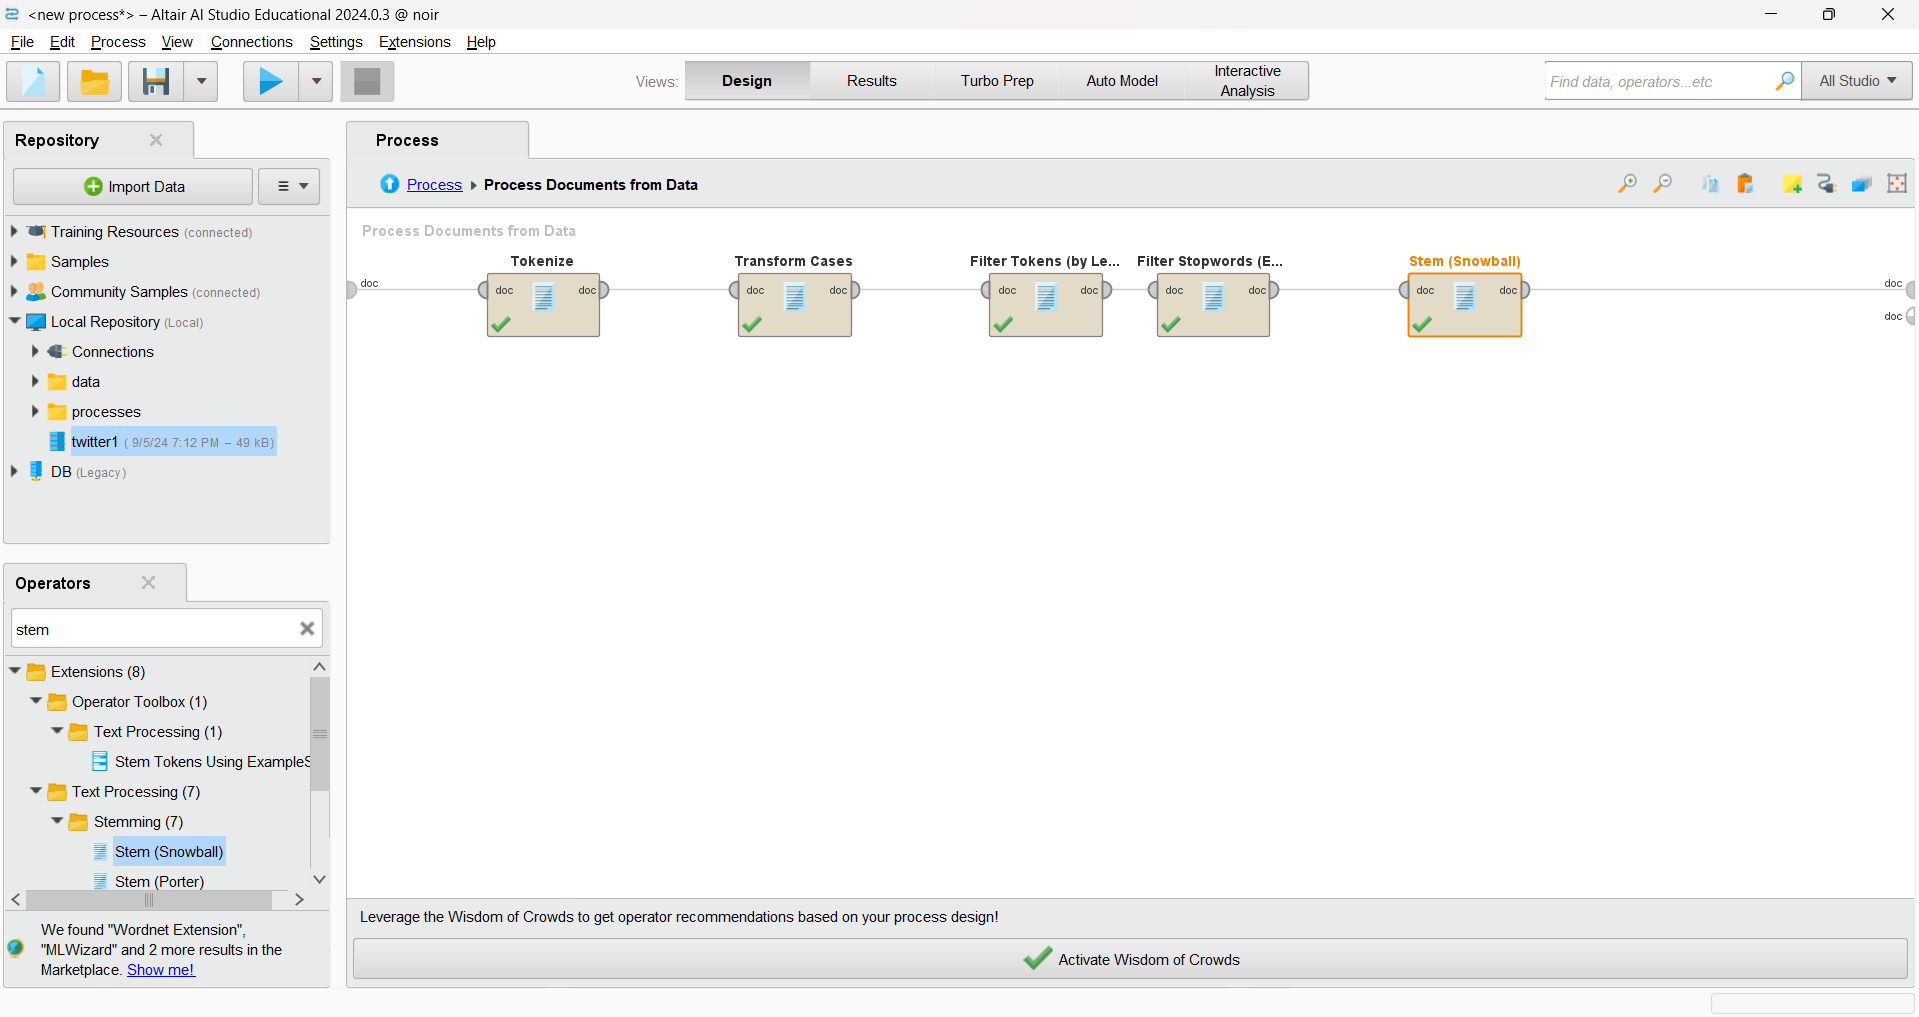 <new process*> – Altair AI Studio Educational 2024.0.3 @ noir
File Edit Process View Connections Settings Extensions Help
Views: Design Results Turbo Prep Auto Model Interactive Analysis
Find data, operators...etc All Studio
Repository
Import Data
Training Resources (connected)
Samples
Community Samples (connected)
Local Repository (Local)
Connections
data
processes
twitter1 ( 9/5/24 7:12 PM – 49 kB)
DB (Legacy)
Operators
stem
Extensions (8)
Operator Toolbox (1)
Text Processing (1)
Stem Tokens Using ExampleS
Text Processing (7)
Stemming (7)
Stem (Snowball)
Stem (Porter)
We found "Wordnet Extension",
"MLWizard" and 2 more results in the
Marketplace. Show me!
Process
Process Process Documents from Data
Process Documents from Data
Tokenize Transform Cases Filter Tokens (by Le... Filter Stopwords (E... Stem (Snowball)
doc doc doc doc doc doc doc doc doc doc doc doc
doc
Leverage the Wisdom of Crowds to get operator recommendations based on your process design!
Activate Wisdom of Crowds